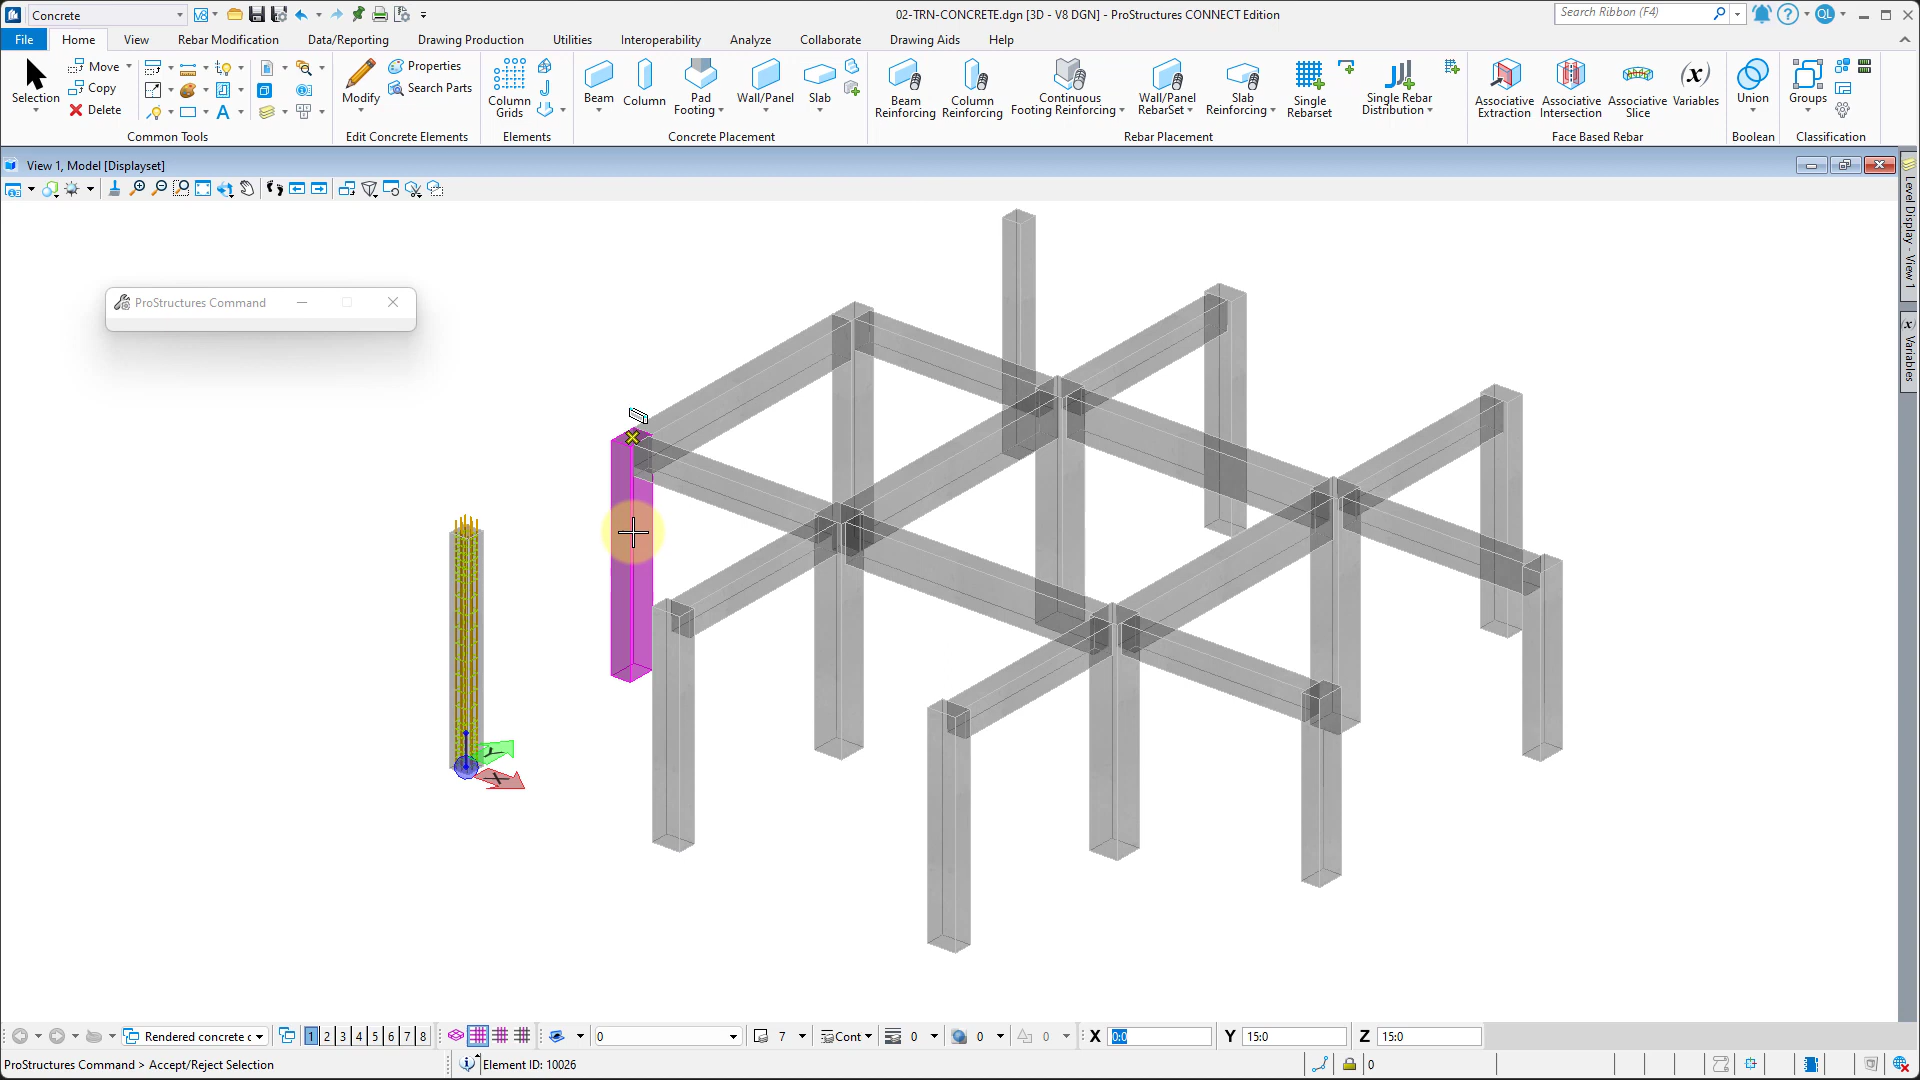 Concrete
02-TRN-CONCRETE.dgn [3D - V8 DGN] - ProStructures CONNECT Edition
Search Ribbon (F4)
QL
File
Home
View
Rebar Modification
Data/Reporting
Drawing Production
Utilities
Interoperability
Analyze
Collaborate
Drawing Aids
Help
Selection
Move
Copy
Delete
Common Tools
Modify
Properties
Search Parts
Edit Concrete Elements
Column Grids
Elements
Beam
Column
Pad Footing
Wall/Panel
Slab
Concrete Placement
Beam Reinforcing
Column Reinforcing
Continuous Footing Reinforcing
Wall/Panel RebarSet
Slab Reinforcing
Single Rebarset
Single Rebar Distribution
Rebar Placement
Associative Extraction
Associative Intersection
Associative Slice
(x)
Variables
Face Based Rebar
Union
Boolean
Groups
Classification
View 1, Model [Displayset]
Level Display - View 1
(x) Variables
ProStructures Command
Y
X
Rendered concrete c
1 2 3 4 5 6 7 8
0
7
Cont
0
0
0
X 0:0
Y 15:0
Z 15:0
ProStructures Command > Accept/Reject Selection
Element ID: 10026
0